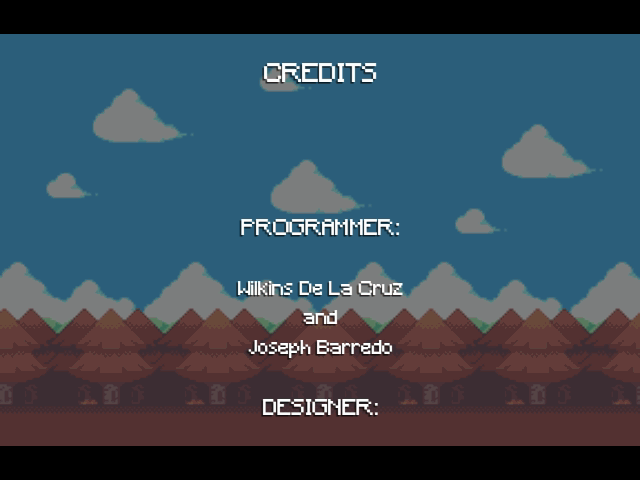 CREDITS
PROGRAMMER:
Wilkins De La Cruz
and
Joseph Barredo
DESIGNER: